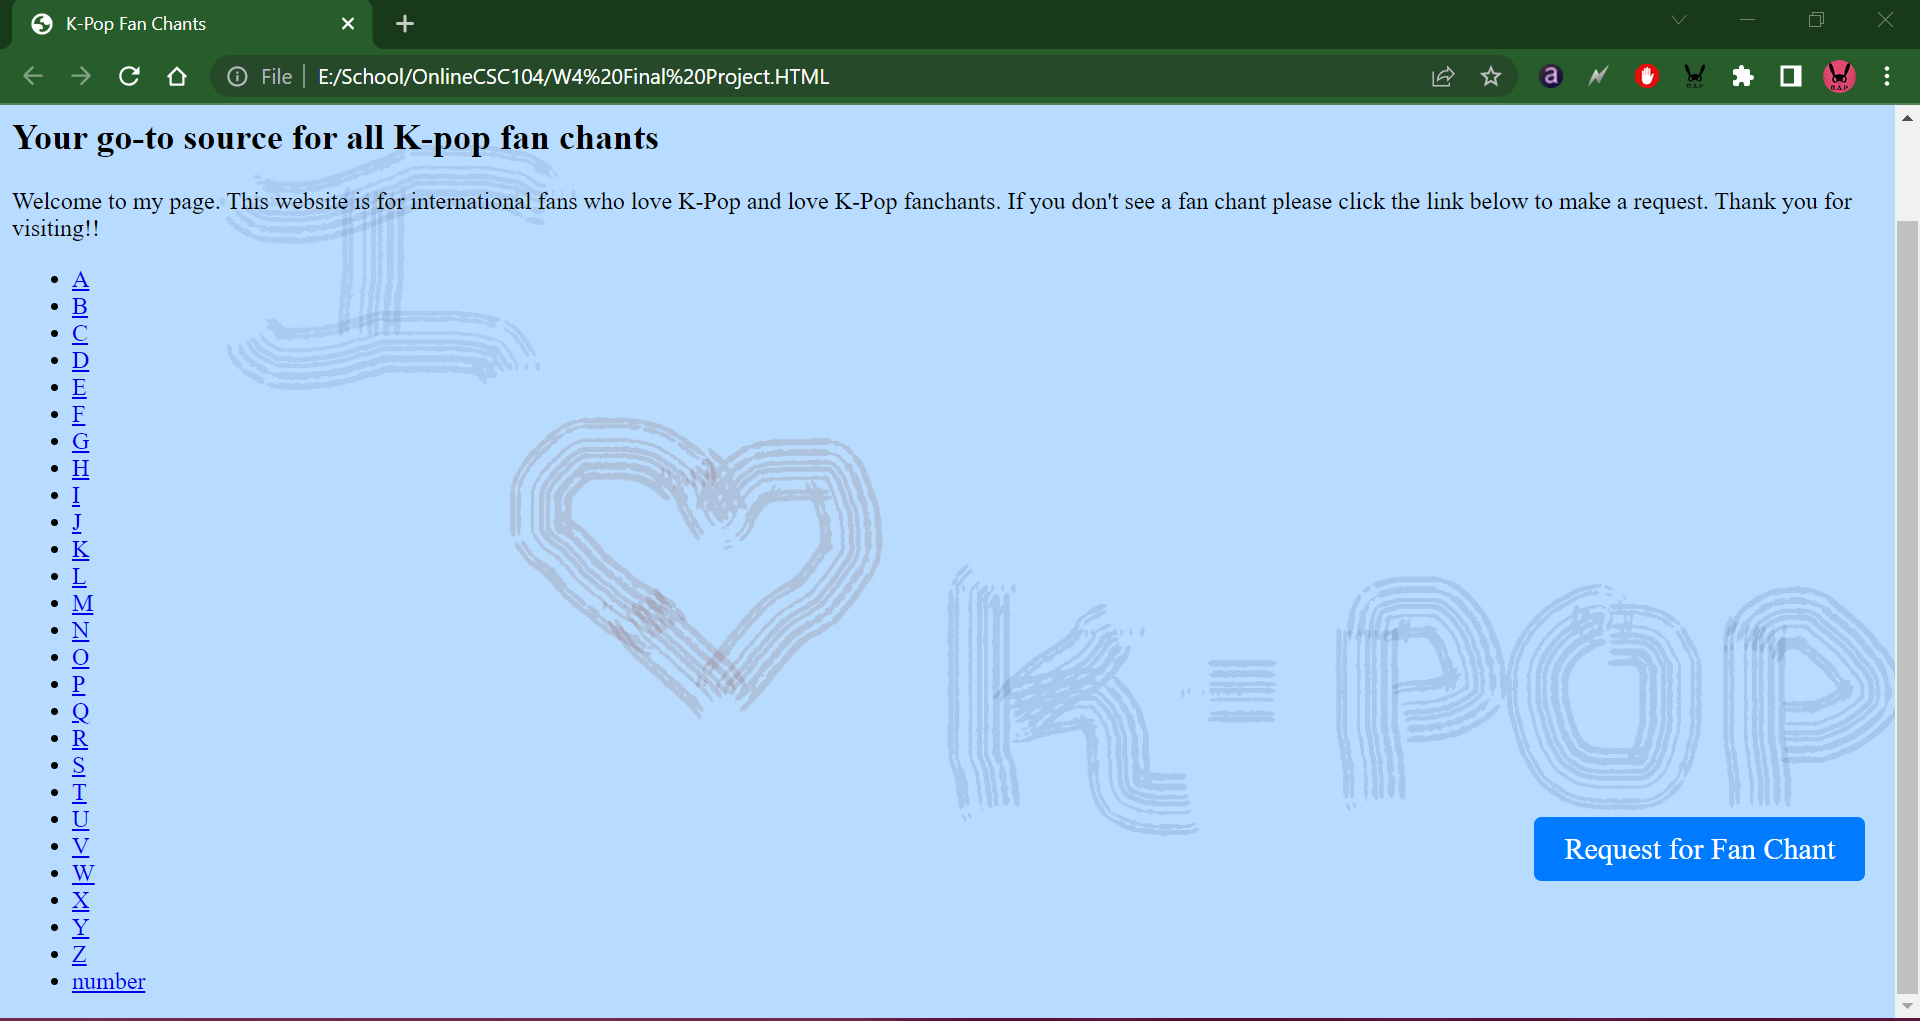 K-Pop Fan Chants
File E:/School/OnlineCSC104/W4%20Final%20Project.HTML
Your go-to source for all K-pop fan chants
Welcome to my page. This website is for international fans who love K-Pop and love K-Pop fanchants. If you don't see a fan chant please click the link below to make a request. Thank you for
visiting!!
A
B
C
D
E
F
G
H
I
J
K
L
M
N
O
P
Q
R
S
T
U
V
W
X
Y
Z
number
I
K-POP
Request for Fan Chant